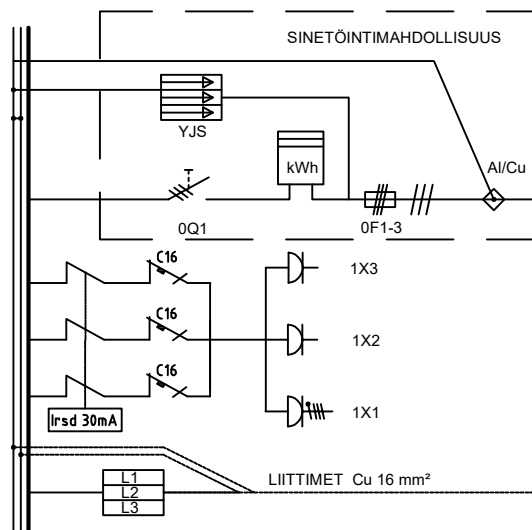 SINETÖINTIMAHDOLLISUUS
YJS
kWh
Al/Cu
0Q1
0F1-3
C16
1X3
C16
1X2
C16
1X1
Irsd 30mA
L1
LIITTIMET Cu 16 mm²
L2
L3